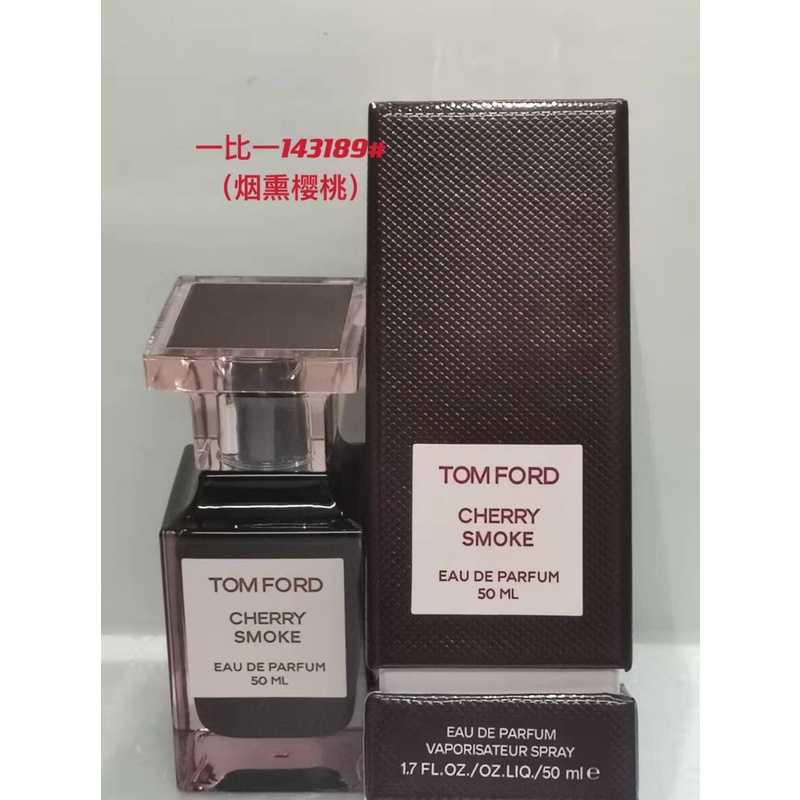 一比一143189#
（烟熏樱桃）
TOM FORD
CHERRY
SMOKE
EAU DE PARFUM
50 ML
TOM FORD
CHERRY
SMOKE
EAU DE PARFUM
50 ML
EAU DE PARFUM
VAPORISATEUR SPRAY
1.7 FL.OZ./OZ.LIQ./50 ml e